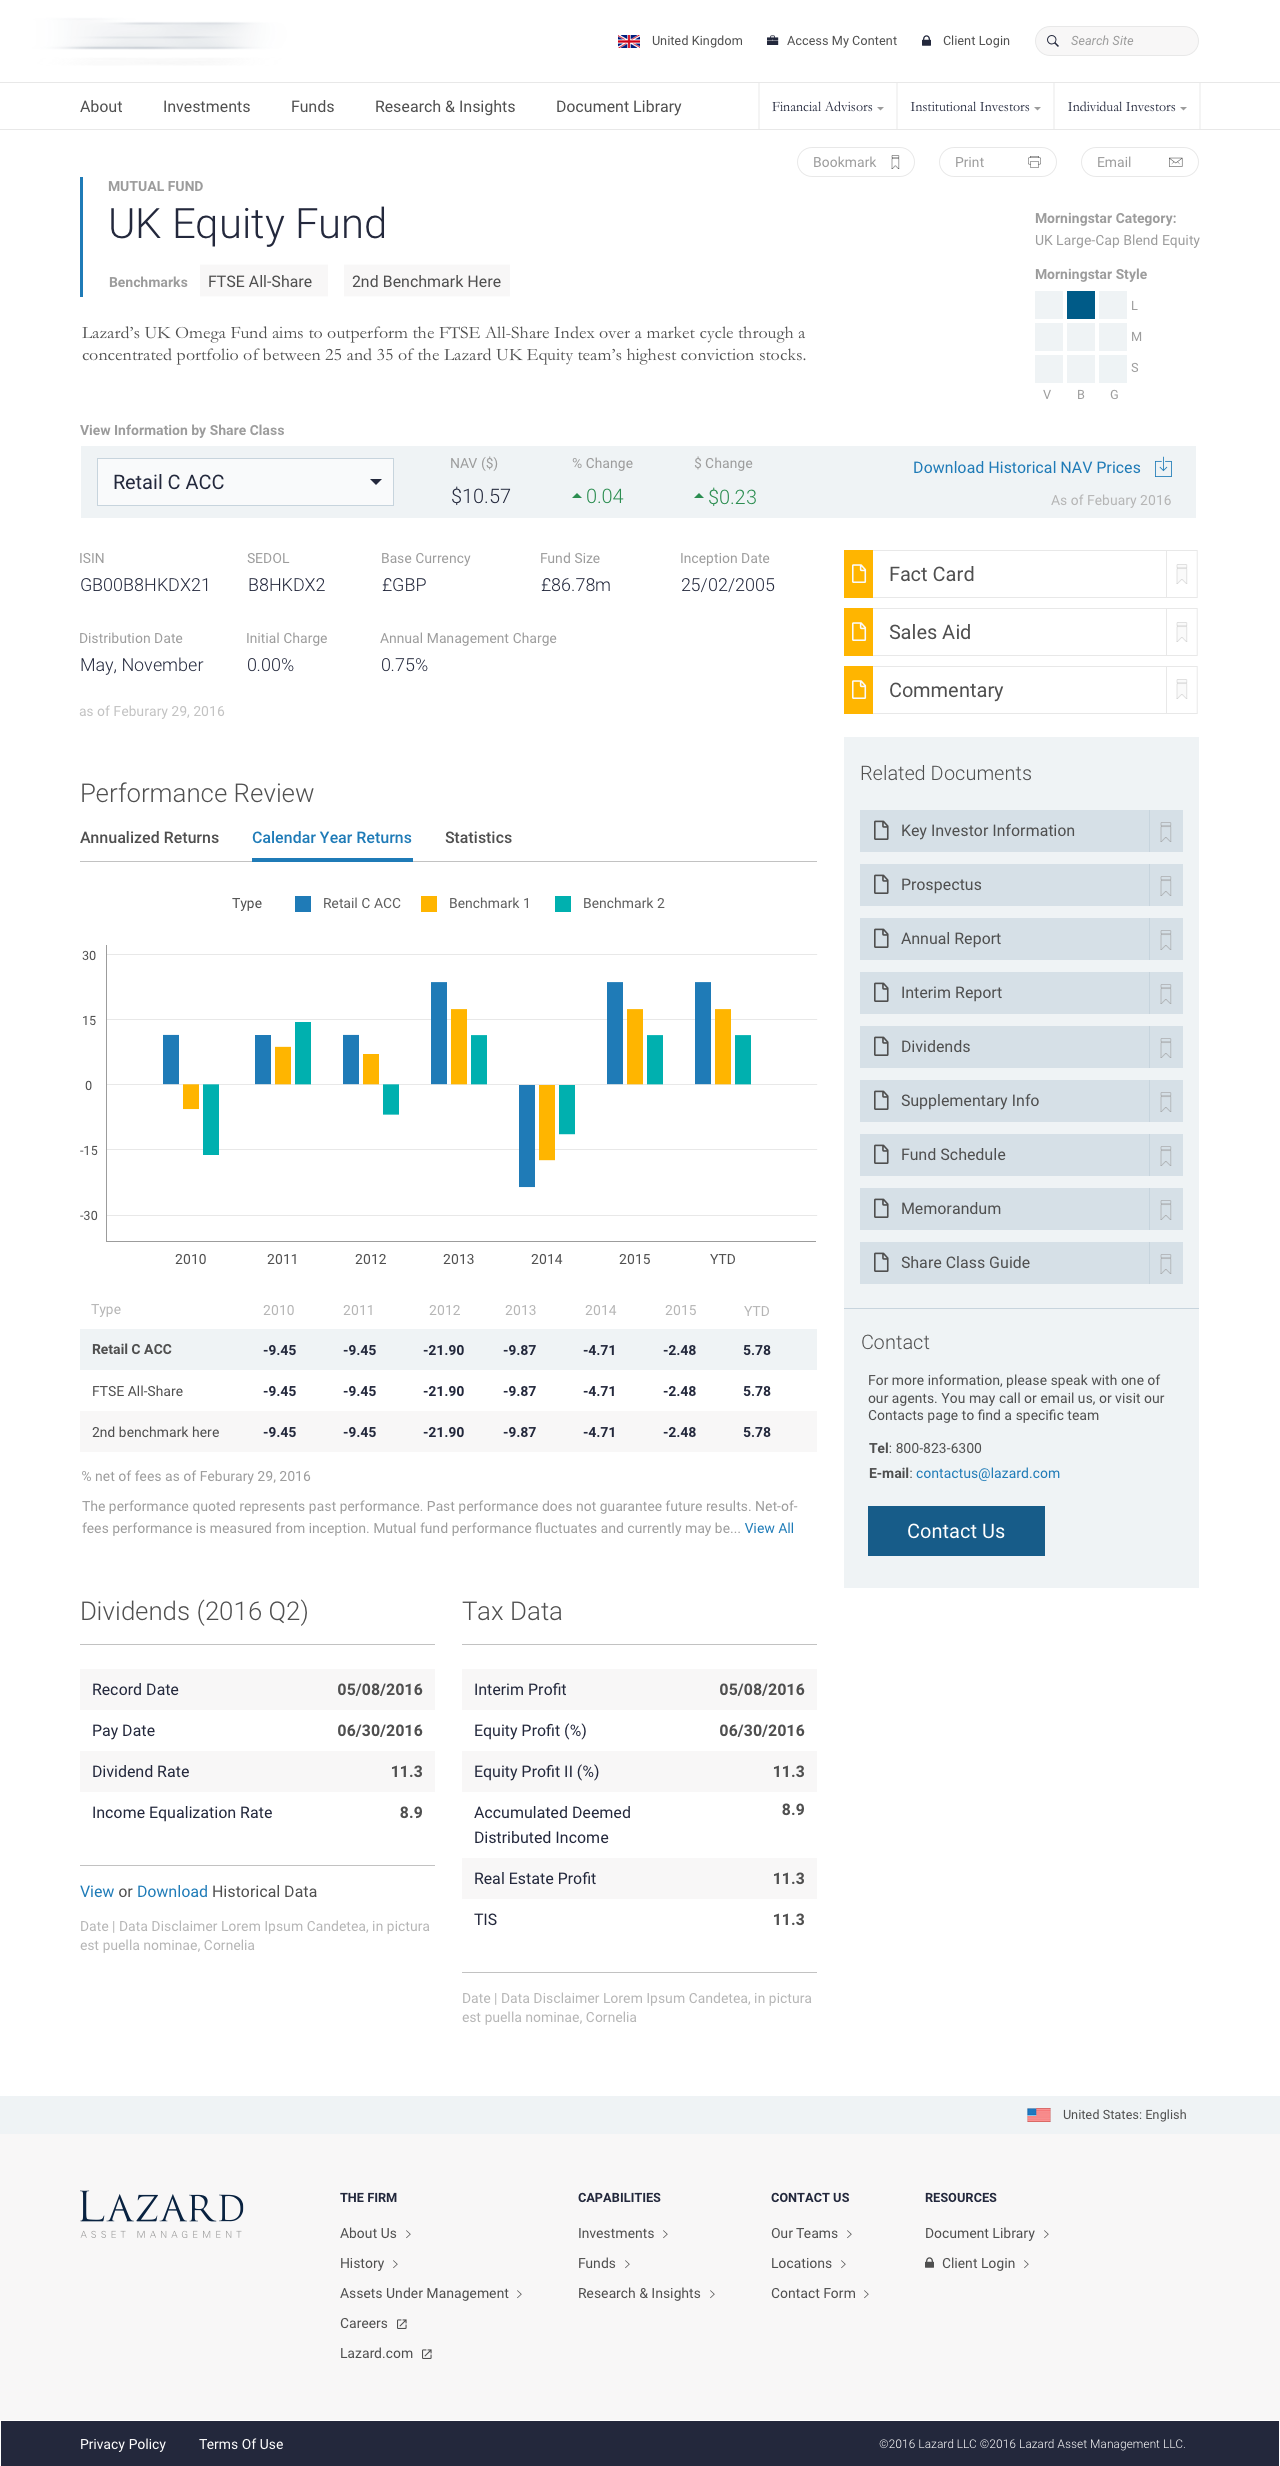 United Kingdom
Access My Content
Client Login
Search Site
About
Investments
Funds
Research & Insights
Document Library
Financial Advisors
Institutional Investors
Individual Investors
Bookmark
Print
Email
MUTUAL FUND
UK Equity Fund
Benchmarks
FTSE All-Share
2nd Benchmark Here
Morningstar Category:
UK Large-Cap Blend Equity
Morningstar Style
L
M
S
V B G
Lazard's UK Omega Fund aims to outperform the FTSE All-Share Index over a market cycle through a
concentrated portfolio of between 25 and 35 of the Lazard UK Equity team's highest conviction stocks.
View Information by Share Class
Retail C ACC
NAV ($)
$10.57
% Change
0.04
$ Change
$0.23
Download Historical NAV Prices
As of Febuary 2016
ISIN
GB00B8HKDX21
SEDOL
B8HKDX2
Base Currency
£GBP
Fund Size
£86.78m
Inception Date
25/02/2005
Distribution Date
May, November
Initial Charge
0.00%
Annual Management Charge
0.75%
as of Feburary 29, 2016
Fact Card
Sales Aid
Commentary
Related Documents
Key Investor Information
Prospectus
Annual Report
Interim Report
Dividends
Supplementary Info
Fund Schedule
Memorandum
Share Class Guide
Contact
For more information, please speak with one of
our agents. You may call or email us, or visit our
Contacts page to find a specific team
Tel: 800-823-6300
E-mail: contactus@lazard.com
Contact Us
Performance Review
Annualized Returns
Calendar Year Returns
Statistics
Type
Retail C ACC
Benchmark 1
Benchmark 2
30
15
0
-15
-30
2010 2011 2012 2013 2014 2015 YTD
Type 2010 2011 2012 2013 2014 2015 YTD
Retail C ACC -9.45 -9.45 -21.90 -9.87 -4.71 -2.48 5.78
FTSE All-Share -9.45 -9.45 -21.90 -9.87 -4.71 -2.48 5.78
2nd benchmark here -9.45 -9.45 -21.90 -9.87 -4.71 -2.48 5.78
% net of fees as of Feburary 29, 2016
The performance quoted represents past performance. Past performance does not guarantee future results. Net-of-
fees performance is measured from inception. Mutual fund performance fluctuates and currently may be... View All
Dividends (2016 Q2)
Record Date 05/08/2016
Pay Date 06/30/2016
Dividend Rate 11.3
Income Equalization Rate 8.9
View or Download Historical Data
Date | Data Disclaimer Lorem Ipsum Candetea, in pictura
est puella nominae, Cornelia
Tax Data
Interim Profit 05/08/2016
Equity Profit (%) 06/30/2016
Equity Profit II (%) 11.3
Accumulated Deemed 8.9
Distributed Income
Real Estate Profit 11.3
TIS 11.3
Date | Data Disclaimer Lorem Ipsum Candetea, in pictura
est puella nominae, Cornelia
United States: English
LAZARD
ASSET MANAGEMENT
THE FIRM
About Us
History
Assets Under Management
Careers
Lazard.com
CAPABILITIES
Investments
Funds
Research & Insights
CONTACT US
Our Teams
Locations
Contact Form
RESOURCES
Document Library
Client Login
Privacy Policy
Terms Of Use
©2016 Lazard LLC ©2016 Lazard Asset Management LLC.